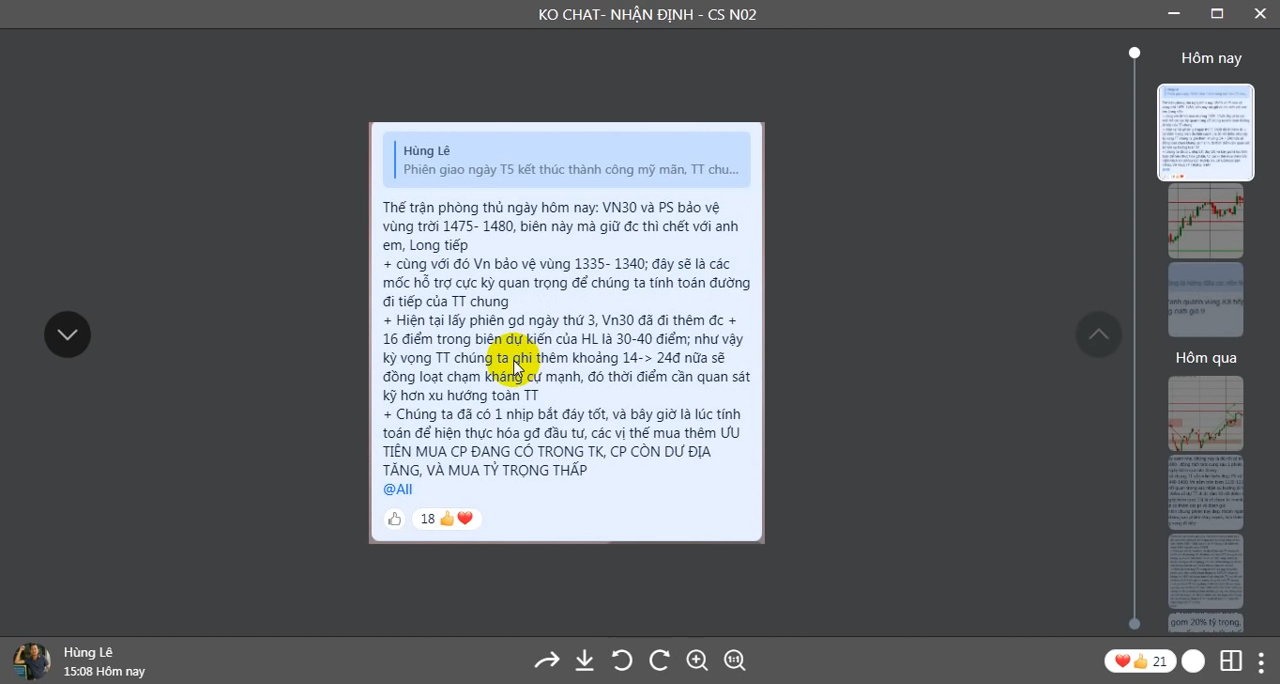 KO CHAT- NHẬN ĐỊNH - CS N02
Hôm nay
Hùng Lê
Phiên giao ngày T5 kết thúc thành công mỹ mãn, TT chu...
Thế trận phòng thủ ngày hôm nay: VN30 và PS bảo vệ
vùng trời 1475- 1480, biên này mà giữ đc thì chết với anh
em, Long tiếp
+ cùng với đó Vn bảo vệ vùng 1335- 1340; đây sẽ là các
mốc hỗ trợ cực kỳ quan trọng để chúng ta tính toán đường
đi tiếp của TT chung
+ Hiện tại lấy phiên gd ngày thứ 3, Vn30 đã đi thêm đc +
16 điểm trong biên dự kiến của HL là 30-40 điểm; như vậy
kỳ vọng TT chúng ta ghi thêm khoảng 14-> 24đ nữa sẽ
đồng loạt chạm kháng cự mạnh, đó thời điểm cần quan sát
kỹ hơn xu hướng toàn TT
+ Chúng ta đã có 1 nhịp bắt đáy tốt, và bây giờ là lúc tính
toán để hiện thực hóa gđ đầu tư, các vị thế mua thêm ƯU
TIÊN MUA CP ĐANG CÓ TRONG TK, CP CÒN DƯ ĐỊA
TĂNG, VÀ MUA TỶ TRỌNG THẤP
@All
18
Hôm qua
gom 20% tỷ trọng,
Hùng Lê
15:08 Hôm nay
1:1
21